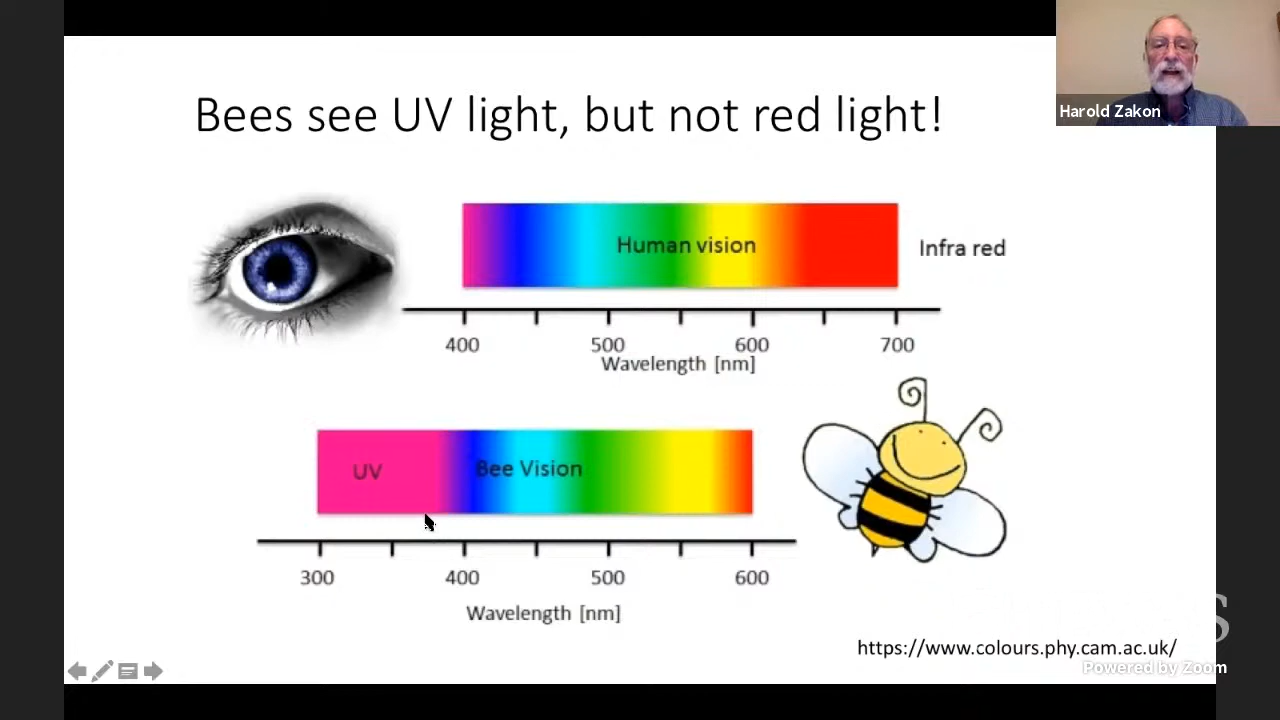 Bees see UV light, but not red light!
Harold Zakon
Human vision
Infra red
400 500 600 700
Wavelength [nm]
UV
Bee Vision
300 400 500 600
Wavelength [nm]
S
https://www.colours.phy.cam.ac.uk/
Powered by Zoom